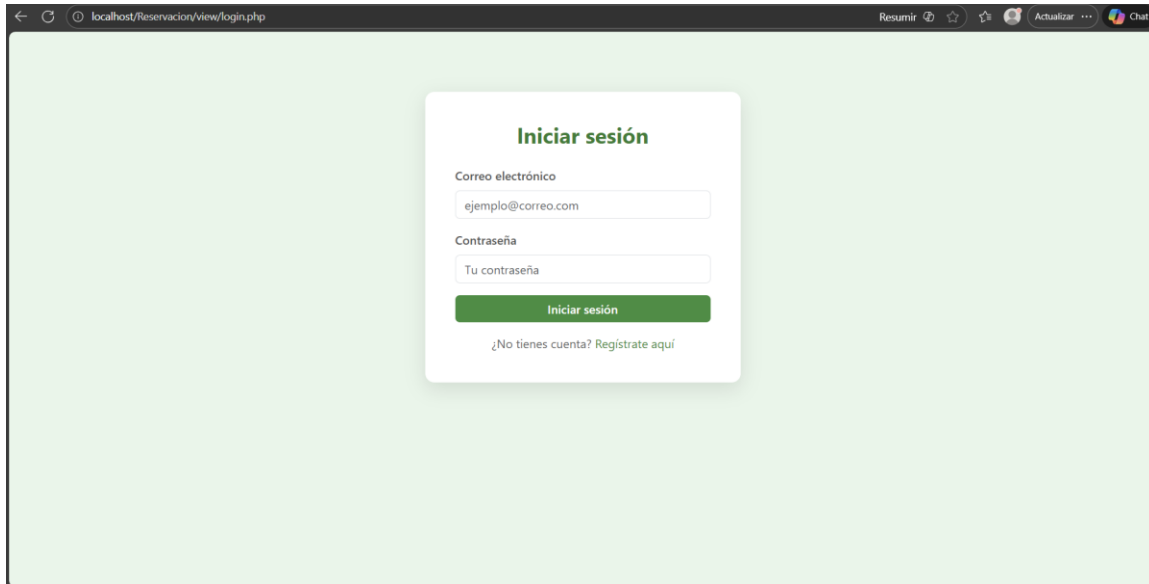 localhost/Reservacion/view/login.php Resumir Actualizar Chat
Iniciar sesión
Correo electrónico
ejemplo@correo.com
Contraseña
Tu contraseña
Iniciar sesión
¿No tienes cuenta? Regístrate aquí